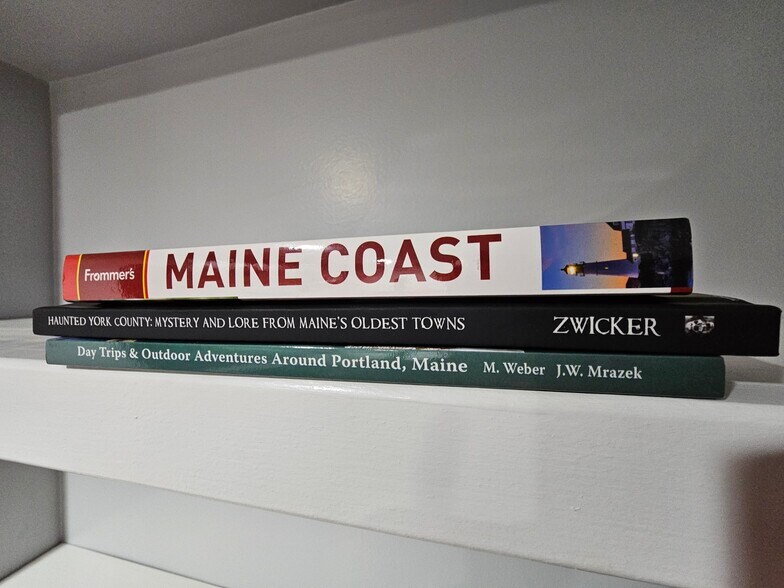 Frommer's MAINE COAST
HAUNTED YORK COUNTY: MYSTERY AND LORE FROM MAINE'S OLDEST TOWNS ZWICKER
Day Trips & Outdoor Adventures Around Portland, Maine M. Weber J.W. Mrazek